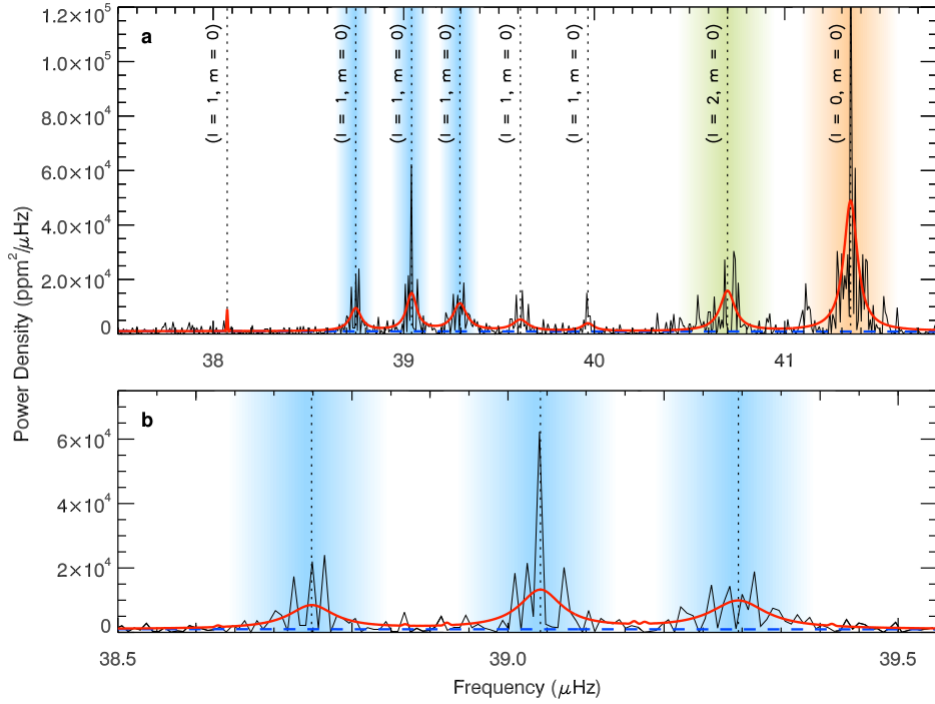 a
1.2×10⁵
1.0×10⁵
8.0×10⁴
6.0×10⁴
4.0×10⁴
2.0×10⁴
0
(l = 1, m = 0)
(l = 1, m = 0)
(l = 1, m = 0)
(l = 1, m = 0)
(l = 1, m = 0)
(l = 1, m = 0)
(l = 2, m = 0)
(l = 0, m = 0)
38
39
40
41
Power Density (ppm²/μHz)
b
6×10⁴
4×10⁴
2×10⁴
0
38.5
39.0
39.5
Frequency (μHz)